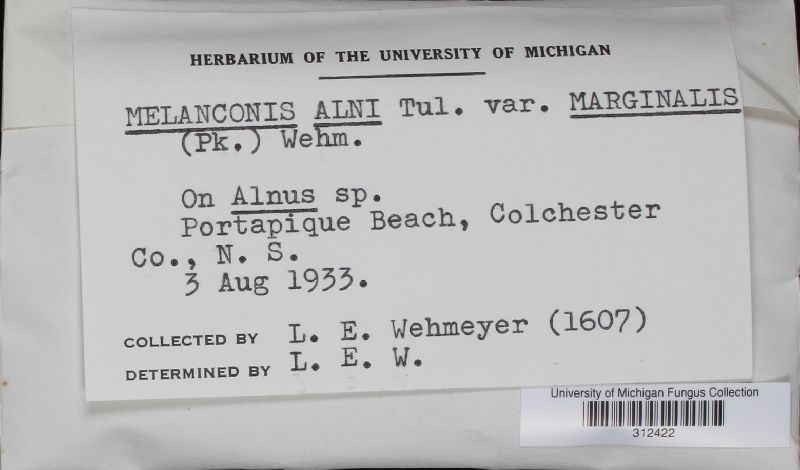 HERBARIUM OF THE UNIVERSITY OF MICHIGAN
MELANCONIS ALNI Tul. var. MARGINALIS
(Pk.) Wehm.
On Alnus sp.
Portapique Beach, Colchester
Co., N. S.
3 Aug 1933.
COLLECTED BY L. E. Wehmeyer (1607)
DETERMINED BY L. E. W.
University of Michigan Fungus Collection
312422